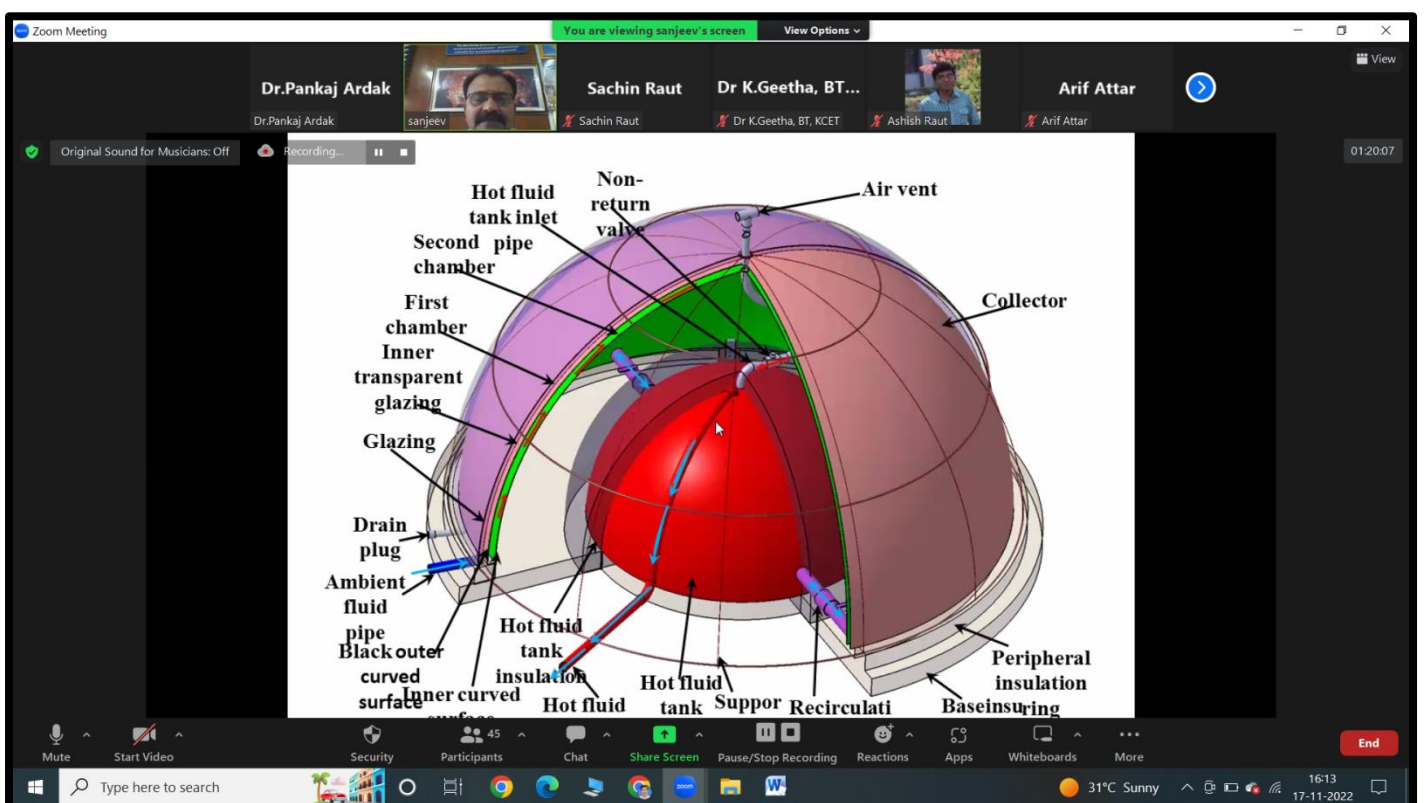 Zoom Meeting
You are viewing sanjeev's screen
View Options
View
Dr.Pankaj Ardak
Sachin Raut
Dr K.Geetha, BT...
Arif Attar
Dr.Pankaj Ardak
sanjeev
Sachin Raut
Dr K.Geetha, BT, KCET
Ashish Raut
Arif Attar
Original Sound for Musicians: Off
Recording...
01:20:07
Hot fluid
tank inlet
pipe
Non-
return
valve
Air vent
Second
chamber
First
chamber
Collector
Inner
transparent
glazing
Glazing
Drain
plug
Ambient
fluid
pipe
Black outer
curved
surface
Inner curved
surface
Hot fluid
tank
insulation
Hot fluid
Hot fluid
tank
Suppor
Recirculati
Peripheral
insulation
ring
Baseinsu
Mute
Start Video
Security
Participants
45
Chat
Share Screen
Pause/Stop Recording
Reactions
Apps
Whiteboards
More
End
Type here to search
31°C Sunny
16:13
17-11-2022